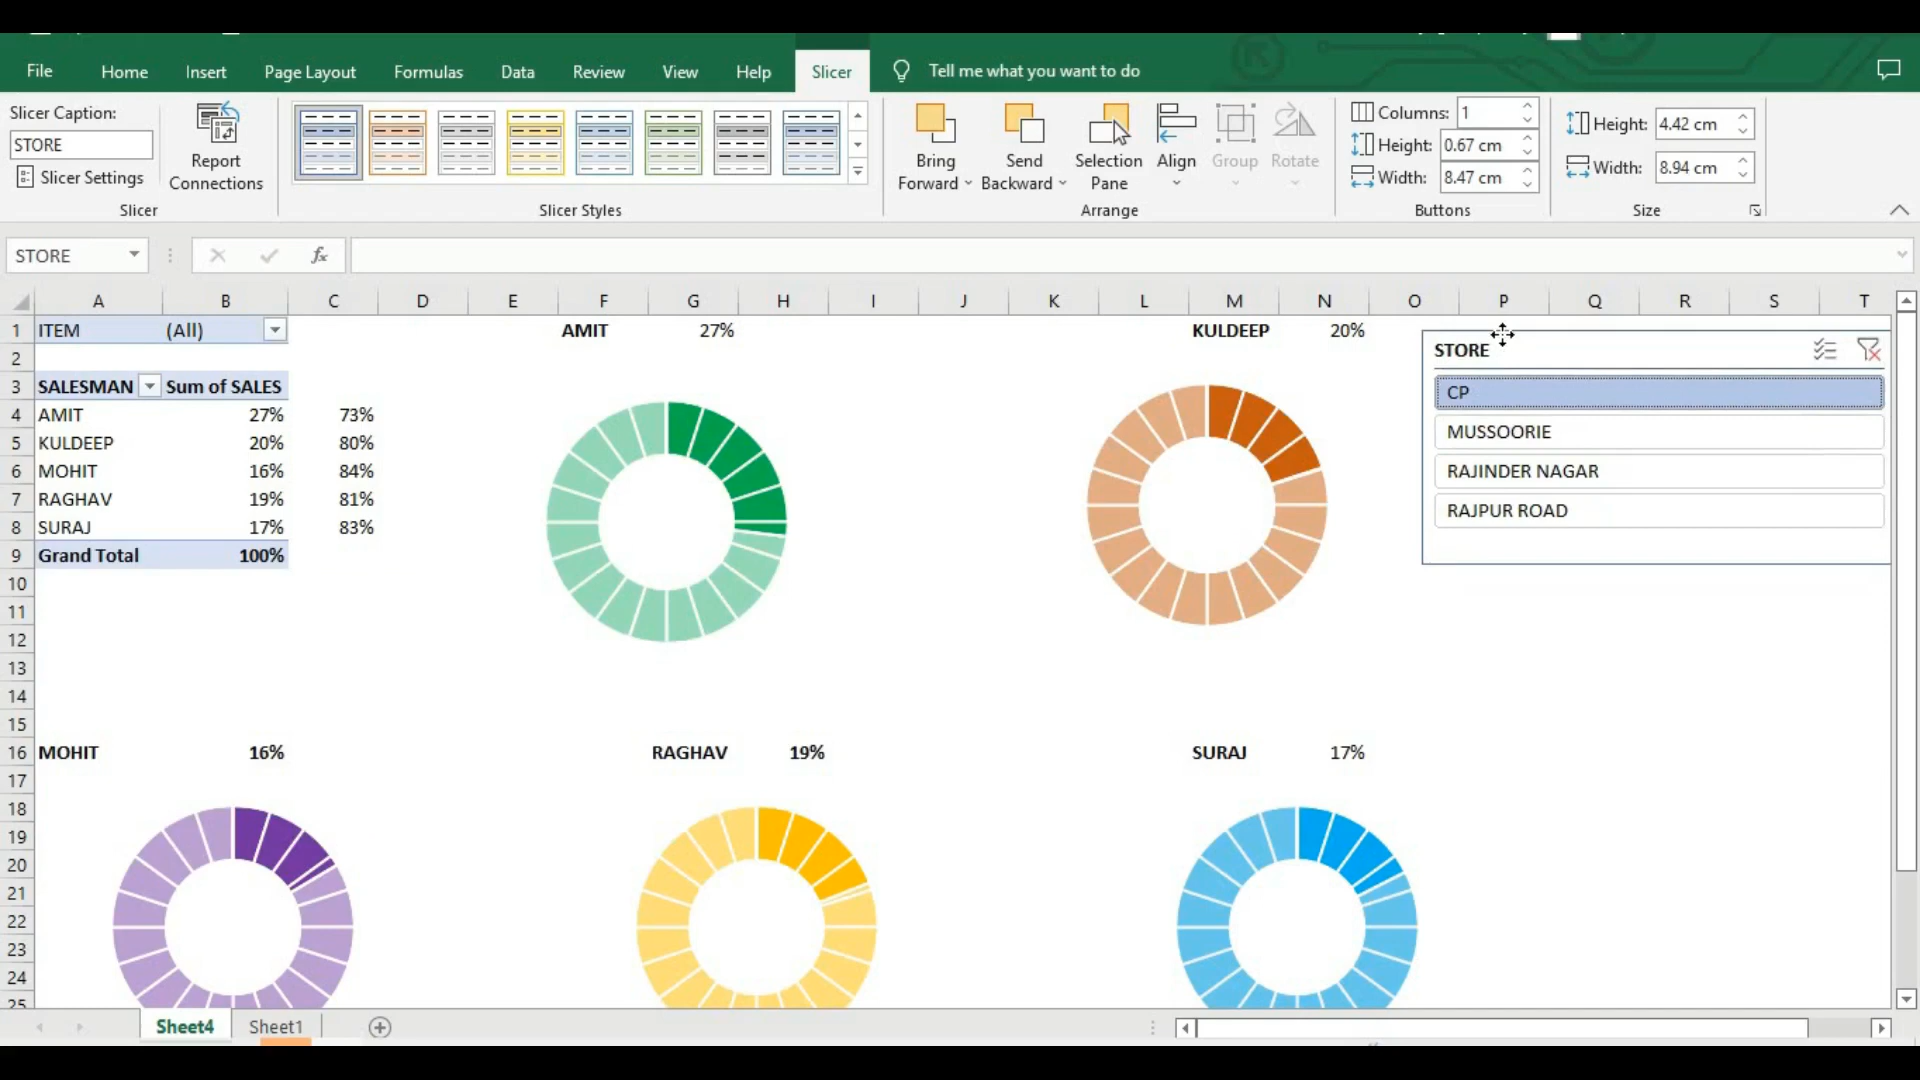 File Home Insert Page Layout Formulas Data Review View Help Slicer Tell me what you want to do
Slicer Caption:
STORE
Slicer Settings
Report
Connections
Slicer
Slicer Styles
Bring
Forward
Send
Backward
Selection
Pane
Align
Group
Rotate
Arrange
Columns: 1
Height: 0.67 cm
Width: 8.47 cm
Buttons
Height: 4.42 cm
Width: 8.94 cm
Size
STORE fx
A B C D E F G H I J K L M N O P Q R S T
1 ITEM (All) AMIT 27% KULDEEP 20%
2
3 SALESMAN Sum of SALES
4 AMIT 27% 73%
5 KULDEEP 20% 80%
6 MOHIT 16% 84%
7 RAGHAV 19% 81%
8 SURAJ 17% 83%
9 Grand Total 100%
10
11
12
13
14
15
16 MOHIT 16% RAGHAV 19% SURAJ 17%
17
18
19
20
21
22
23
24
25
STORE
CP
MUSSOORIE
RAJINDER NAGAR
RAJPUR ROAD
Sheet4 Sheet1